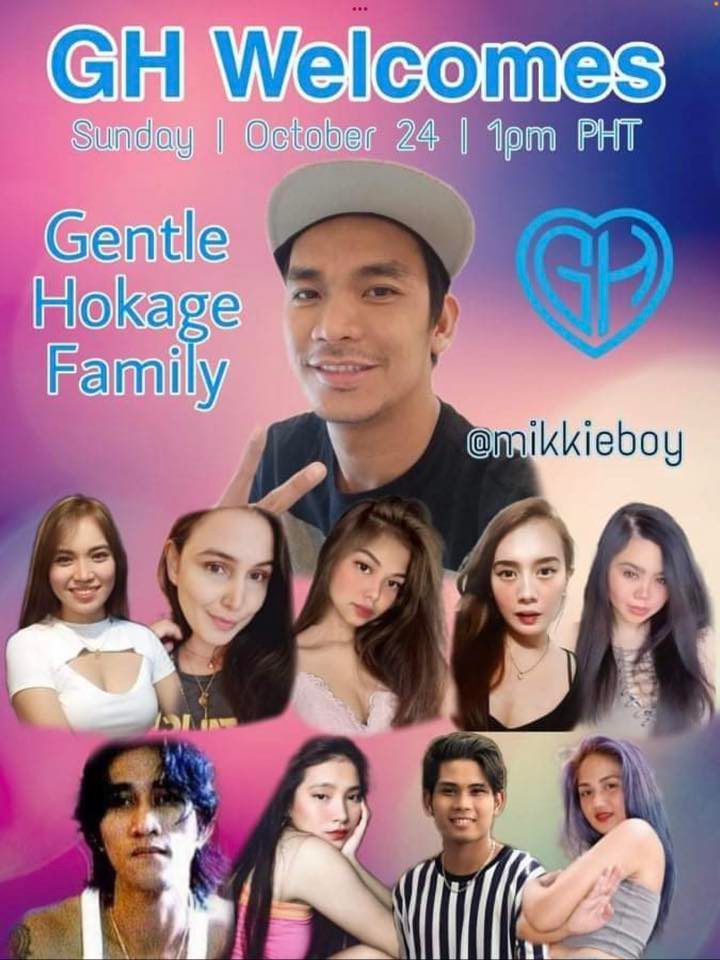 GH Welcomes
Sunday | October 24 | 1pm PHT
Gentle
Hokage
Family
GH
@mikkieboy